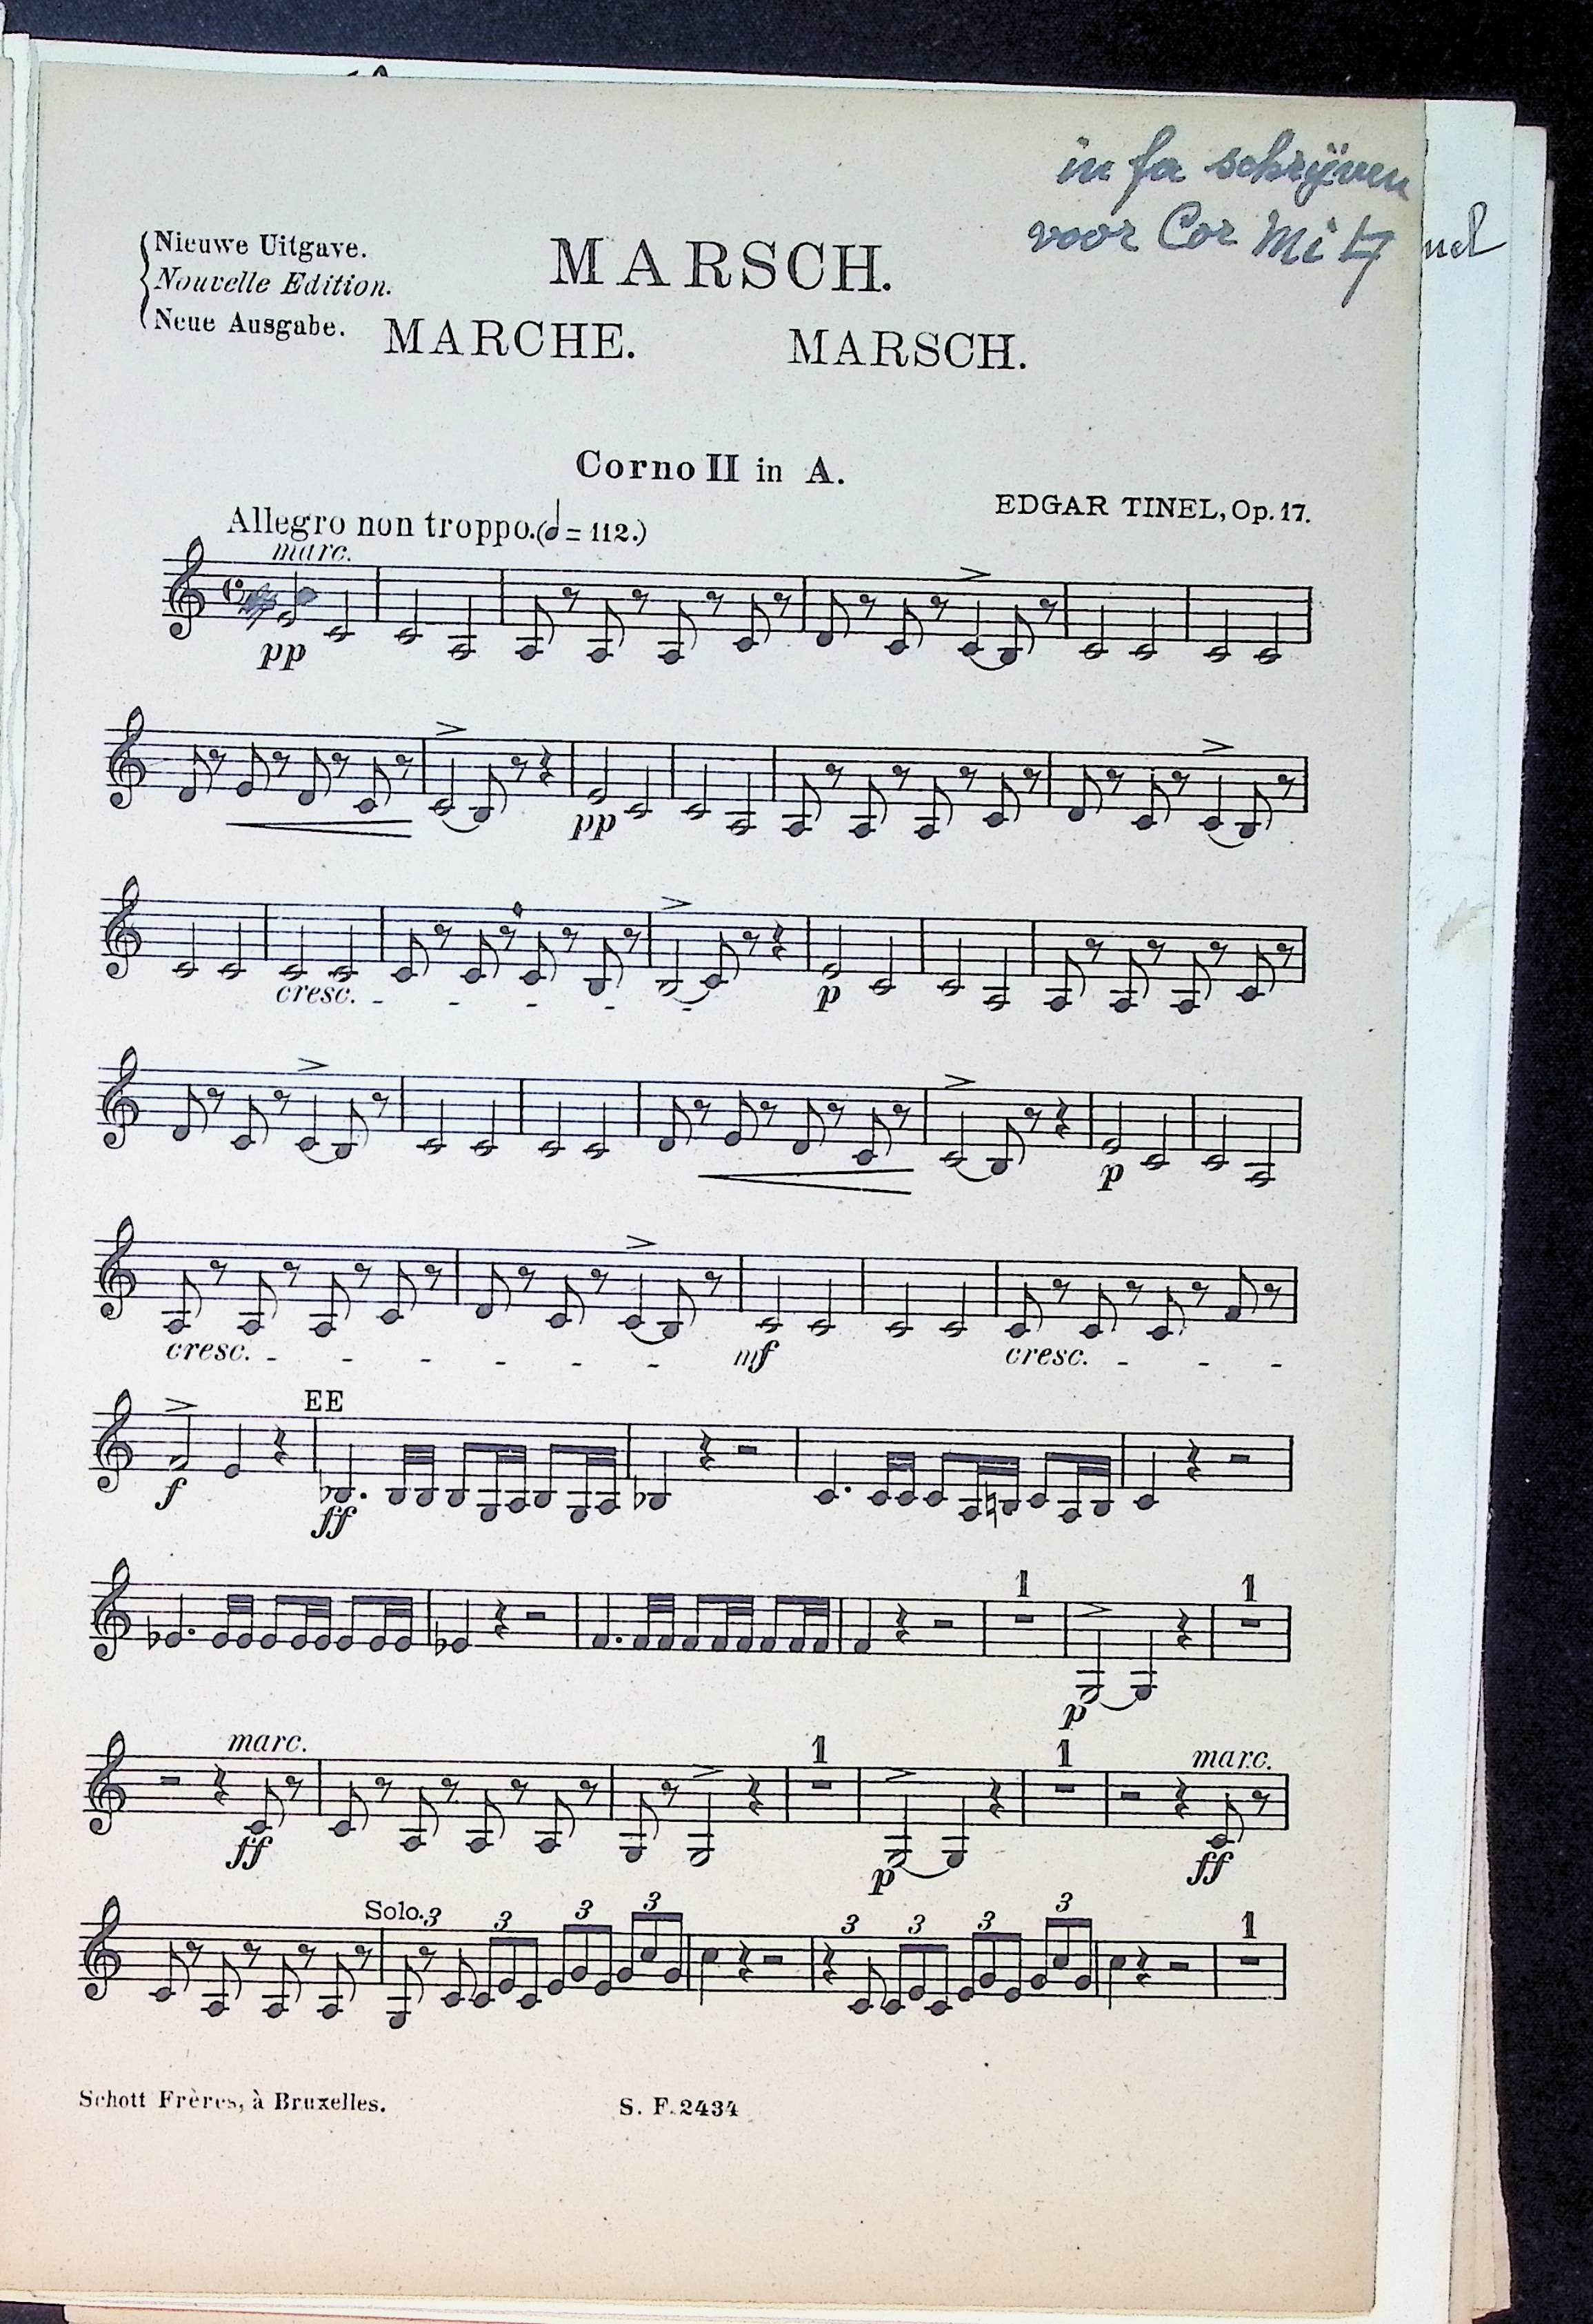 in fa schrijven
voor Cor Mi b
nel
Nieuwe Uitgave.
Nouvelle Edition.
Neue Ausgabe.
MARSCH.
MARCHE. MARSCH.
Corno II in A.
EDGAR TINEL, Op. 17.
Allegro non troppo. (𝅗𝅥 = 112.)
marc.
pp
pp
cresc. - - - - -
p
p
cresc. - - - - - -
mf
cresc. - - -
EE
f
ff
1
1
p
marc.
1
1
marc.
ff
p
ff
Solo. 3 3 3 3 3 3 3 3
1
Schott Frères, à Bruxelles.
S. F. 2434